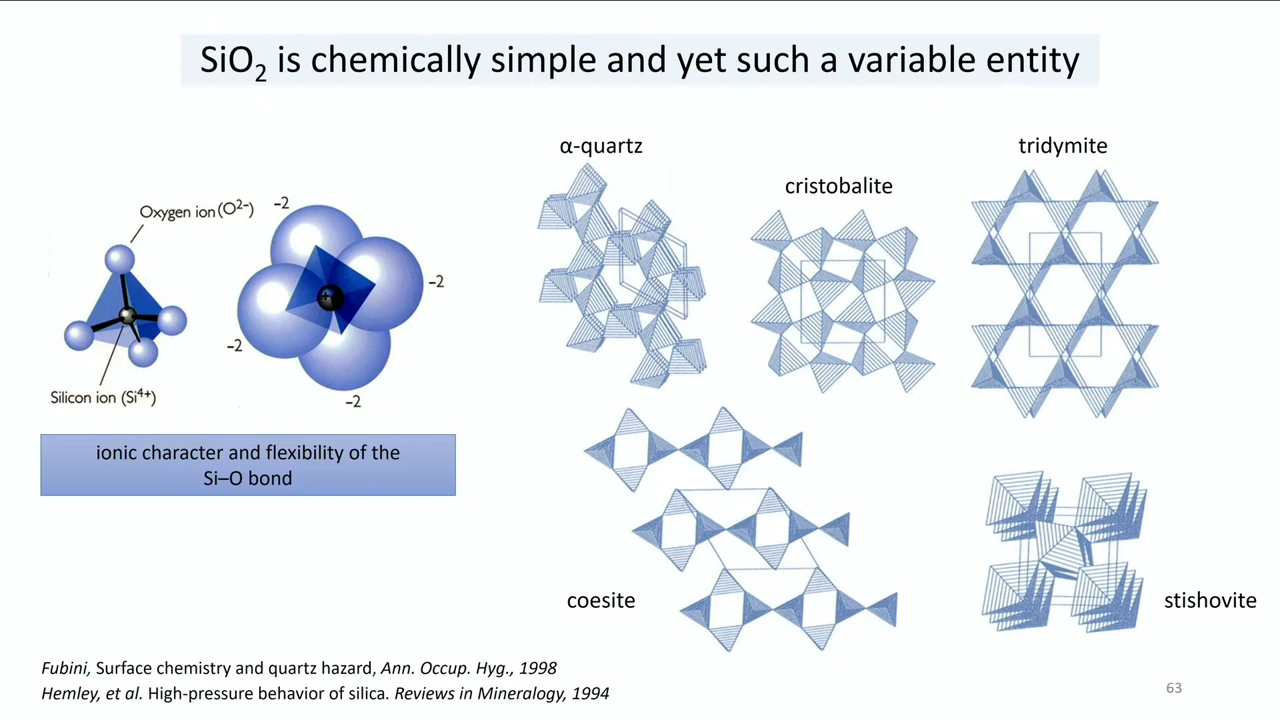 SiO₂ is chemically simple and yet such a variable entity
Oxygen ion (O²⁻)
Silicon ion (Si⁴⁺)
–2
–2
–2
–2
+
ionic character and flexibility of the
Si–O bond
α-quartz
cristobalite
tridymite
coesite
stishovite
Fubini, Surface chemistry and quartz hazard, Ann. Occup. Hyg., 1998
Hemley, et al. High-pressure behavior of silica. Reviews in Mineralogy, 1994
63